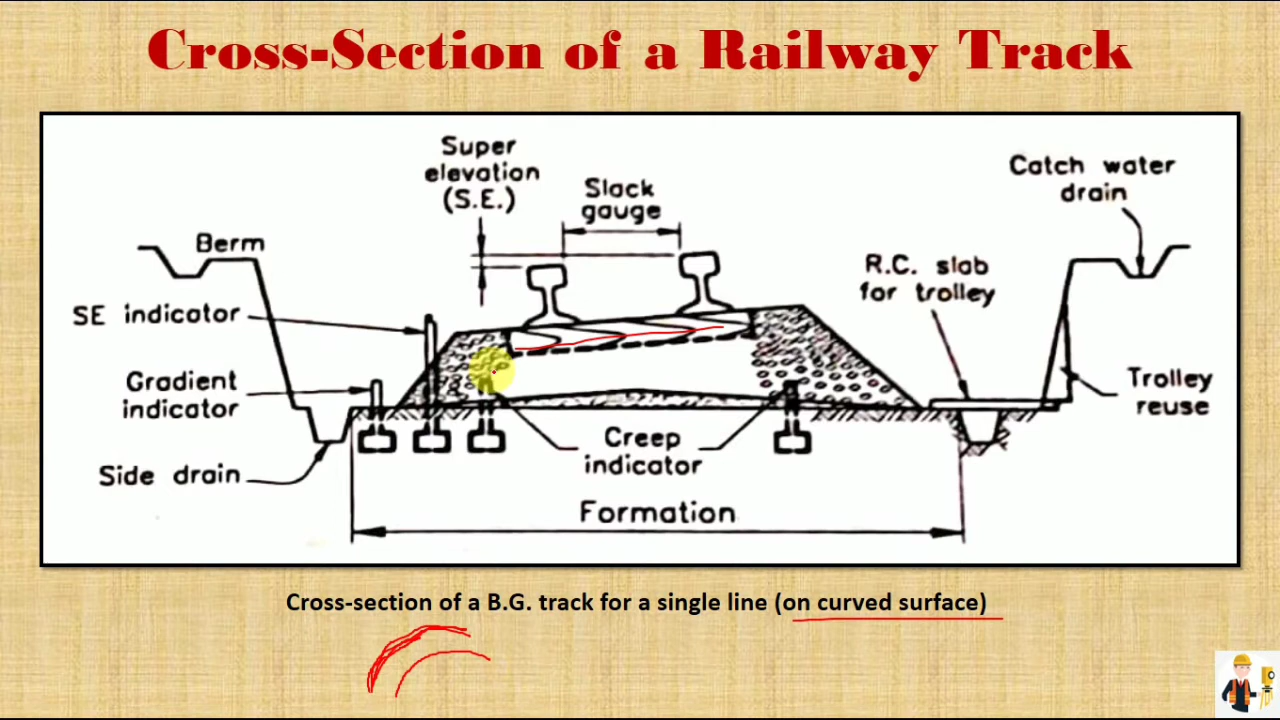 Cross-Section of a Railway Track
Super
elevation
(S.E.)
Slack
gauge
Catch water
drain
Berm
R.C. slab
for trolley
SE indicator
Gradient
indicator
Trolley
reuse
Creep
indicator
Side drain
Formation
Cross-section of a B.G. track for a single line (on curved surface)